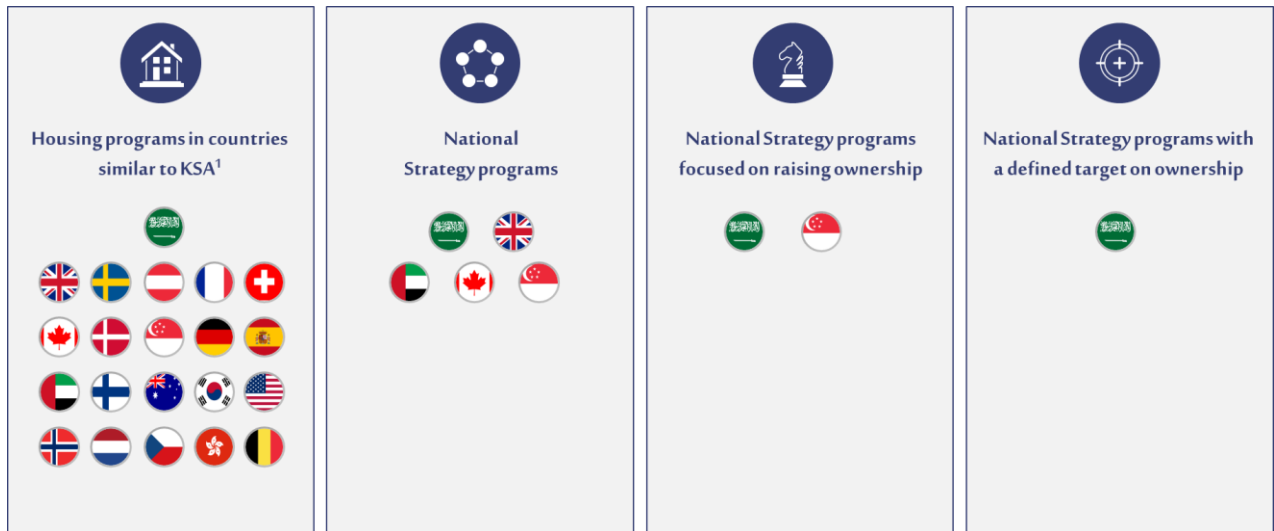 Housing programs in countries
similar to KSA¹
National
Strategy programs
National Strategy programs
focused on raising ownership
National Strategy programs with
a defined target on ownership